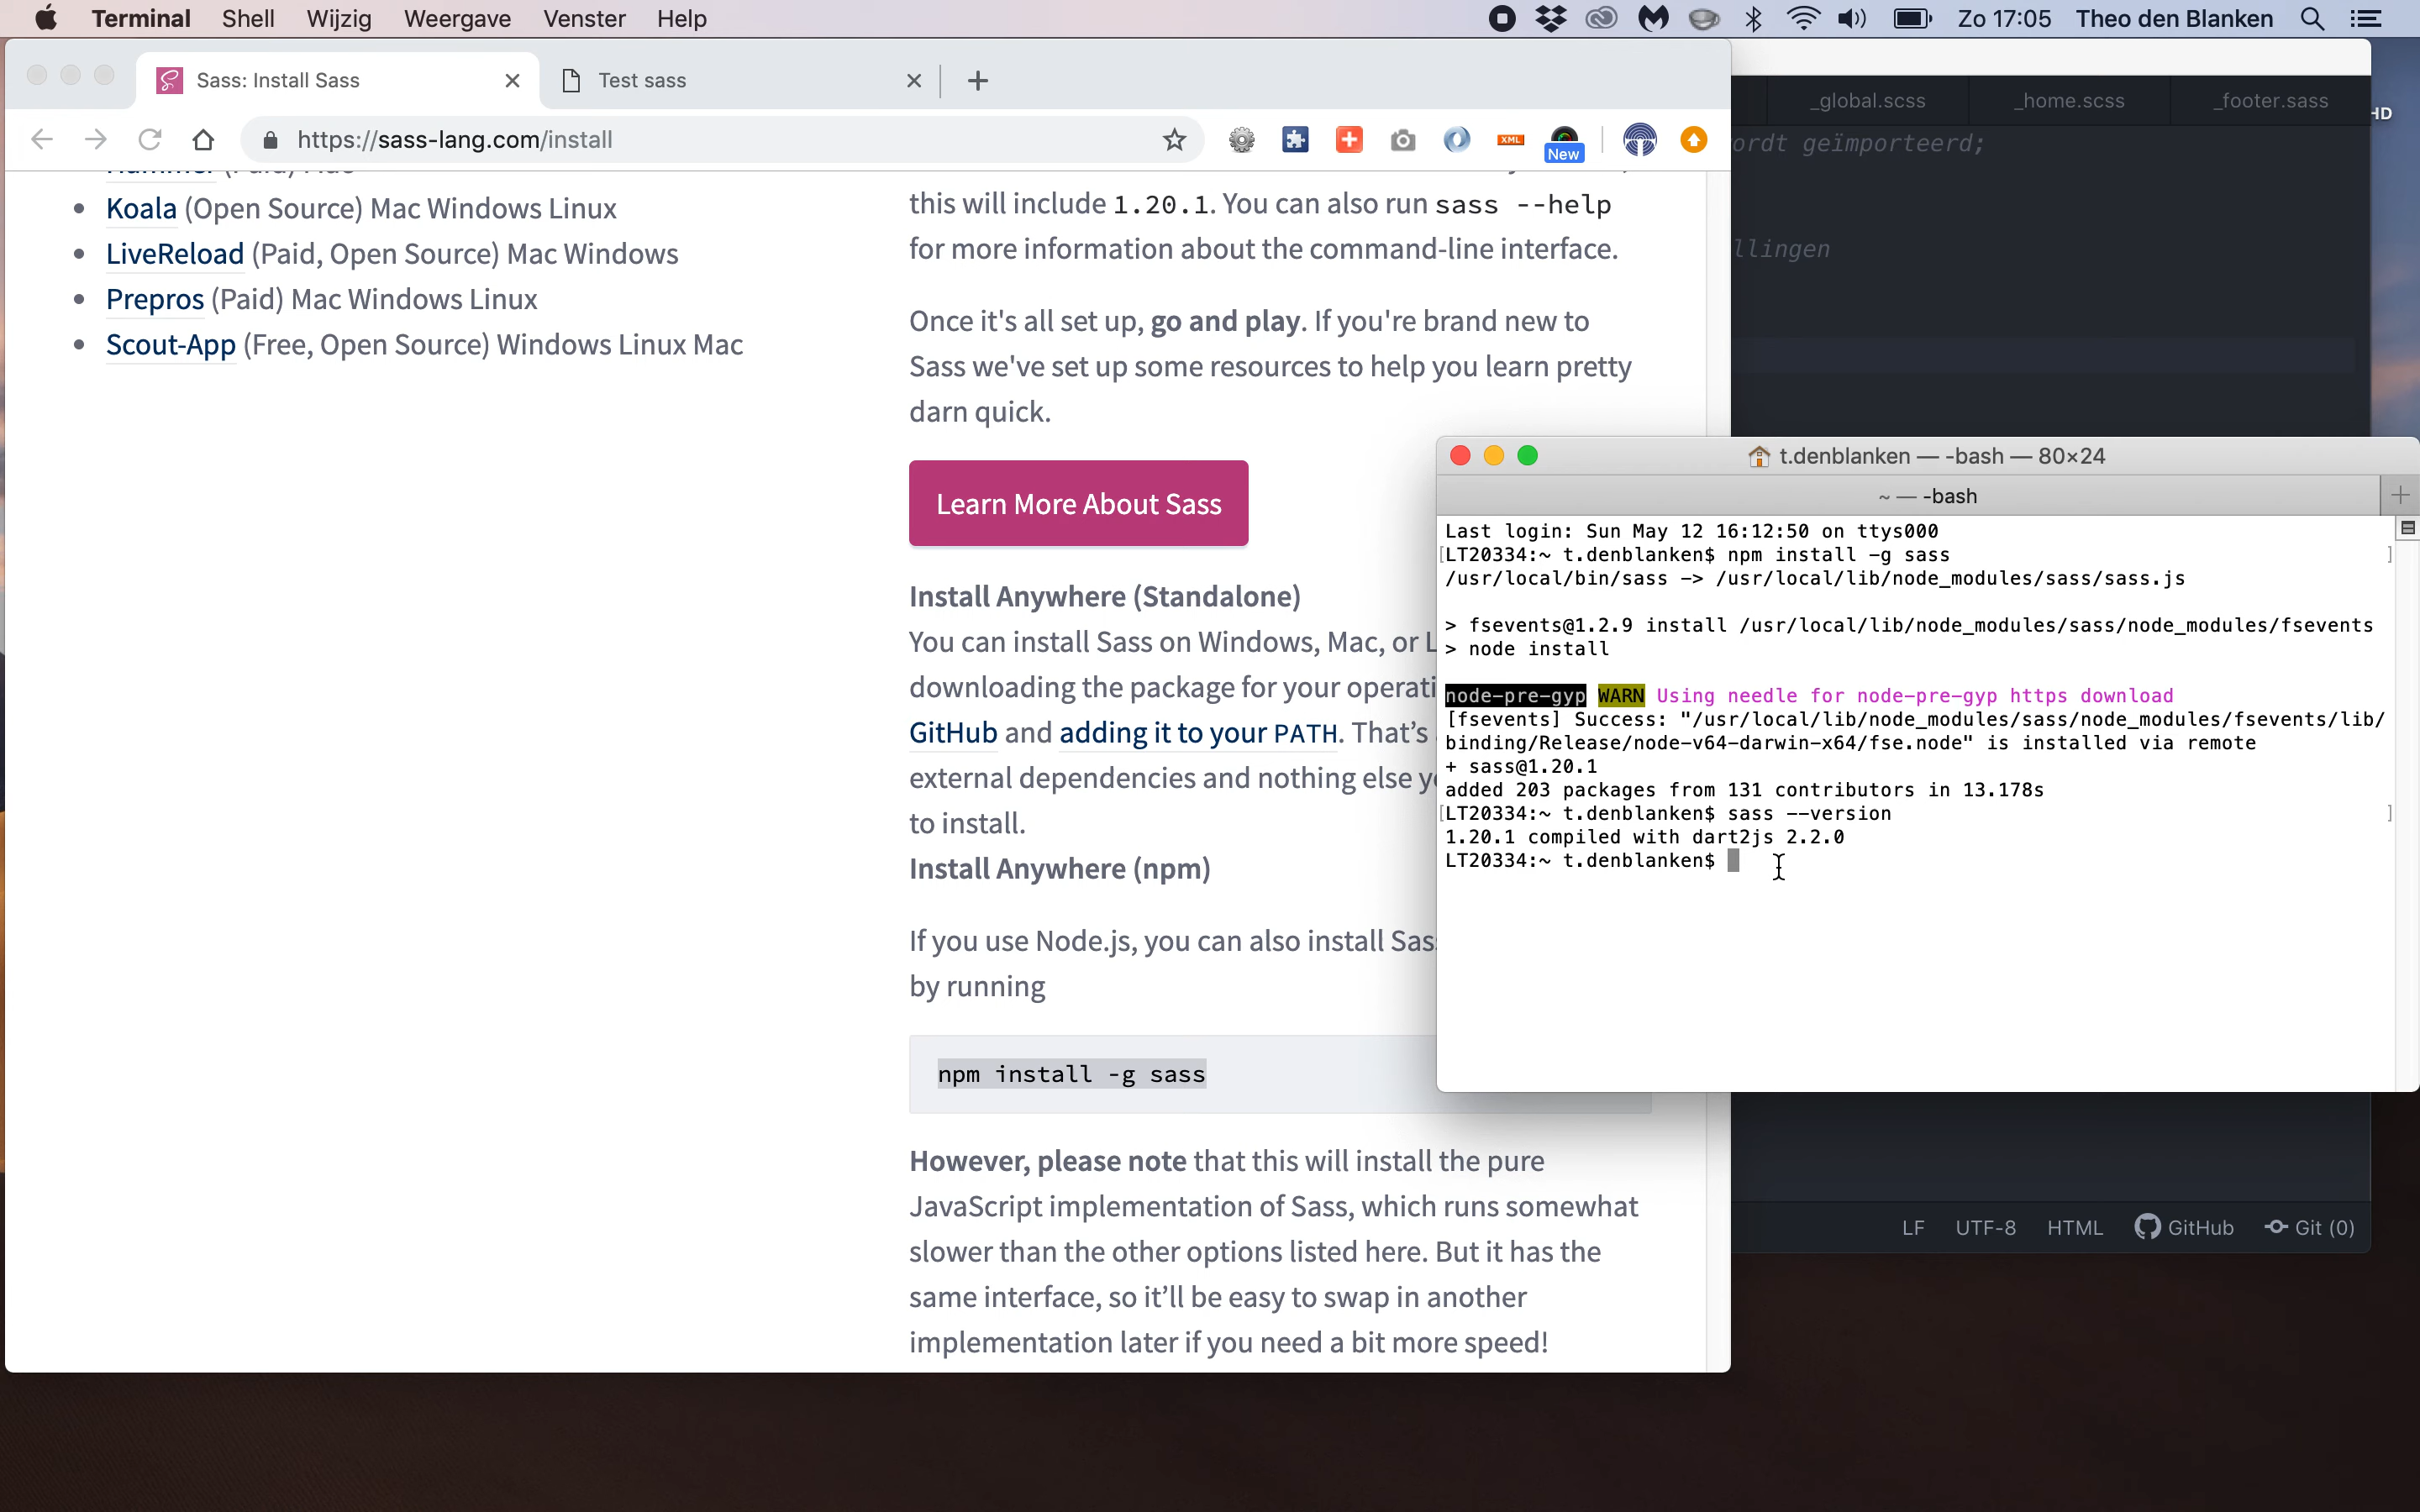 Terminal Shell Wijzig Weergave Venster Help Zo 17:05 Theo den Blanken
Sass: Install Sass
Test sass
https://sass-lang.com/install
XML
New
_global.scss _home.scss _footer.sass
HD
geïmporteerd;
Koala (Open Source) Mac Windows Linux
LiveReload (Paid, Open Source) Mac Windows
Prepros (Paid) Mac Windows Linux
Scout-App (Free, Open Source) Windows Linux Mac
this will include 1.20.1. You can also run sass --help
for more information about the command-line interface.
Once it's all set up, go and play. If you're brand new to
Sass we've set up some resources to help you learn pretty
darn quick.
Learn More About Sass
Install Anywhere (Standalone)
You can install Sass on Windows, Mac, or L
downloading the package for your operati
GitHub and adding it to your PATH. That's
external dependencies and nothing else y
to install.
Install Anywhere (npm)
If you use Node.js, you can also install Sas
by running
npm install -g sass
However, please note that this will install the pure
JavaScript implementation of Sass, which runs somewhat
slower than the other options listed here. But it has the
same interface, so it’ll be easy to swap in another
implementation later if you need a bit more speed!
t.denblanken — -bash — 80×24
~ — -bash
Last login: Sun May 12 16:12:50 on ttys000
[LT20334:~ t.denblanken$ npm install -g sass ]
/usr/local/bin/sass -> /usr/local/lib/node_modules/sass/sass.js
> fsevents@1.2.9 install /usr/local/lib/node_modules/sass/node_modules/fsevents
> node install
node-pre-gyp WARN Using needle for node-pre-gyp https download
[fsevents] Success: "/usr/local/lib/node_modules/sass/node_modules/fsevents/lib/
binding/Release/node-v64-darwin-x64/fse.node" is installed via remote
+ sass@1.20.1
added 203 packages from 131 contributors in 13.178s
[LT20334:~ t.denblanken$ sass --version ]
1.20.1 compiled with dart2js 2.2.0
LT20334:~ t.denblanken$
LF UTF-8 HTML GitHub Git (0)